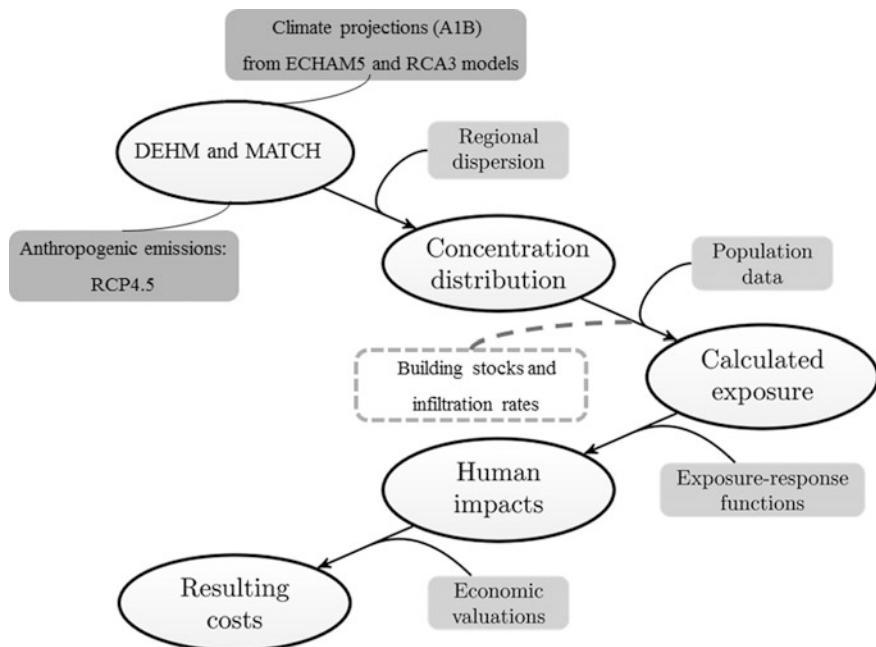 Climate projections (A1B)
from ECHAM5 and RCA3 models
DEHM and MATCH
Regional
dispersion
Anthropogenic emissions:
RCP4.5
Concentration
distribution
Population
data
Building stocks and
infiltration rates
Calculated
exposure
Human
impacts
Exposure-response
functions
Resulting
costs
Economic
valuations